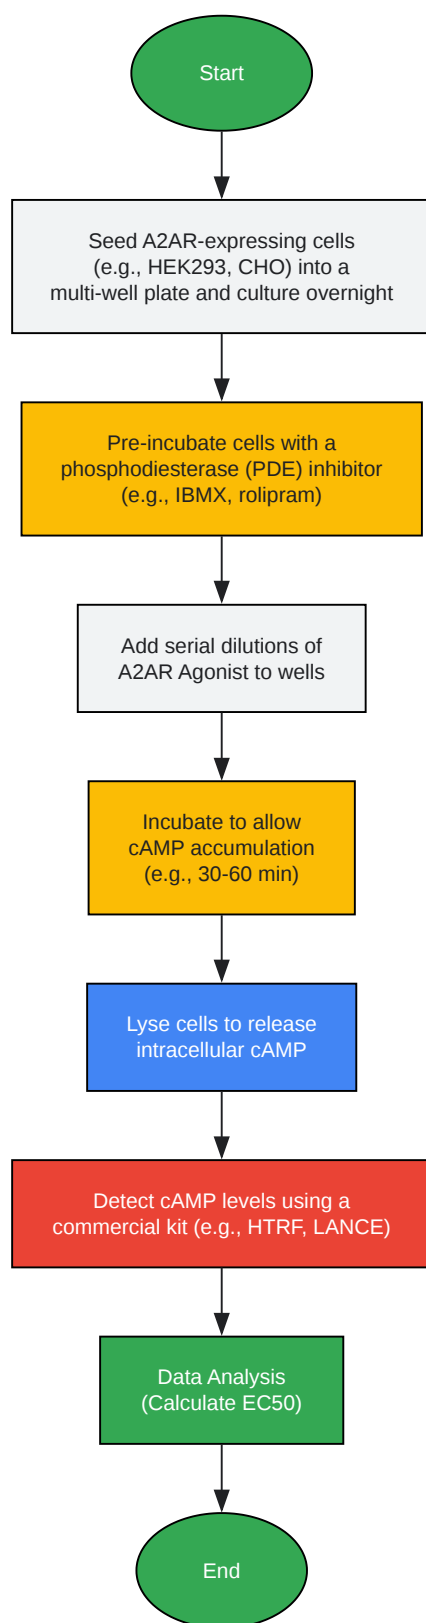 Start
Seed A2AR-expressing cells
(e.g., HEK293, CHO) into a
multi-well plate and culture overnight
Pre-incubate cells with a
phosphodiesterase (PDE) inhibitor
(e.g., IBMX, rolipram)
Add serial dilutions of
A2AR Agonist to wells
Incubate to allow
cAMP accumulation
(e.g., 30-60 min)
Lyse cells to release
intracellular cAMP
Detect cAMP levels using a
commercial kit (e.g., HTRF, LANCE)
Data Analysis
(Calculate EC50)
End